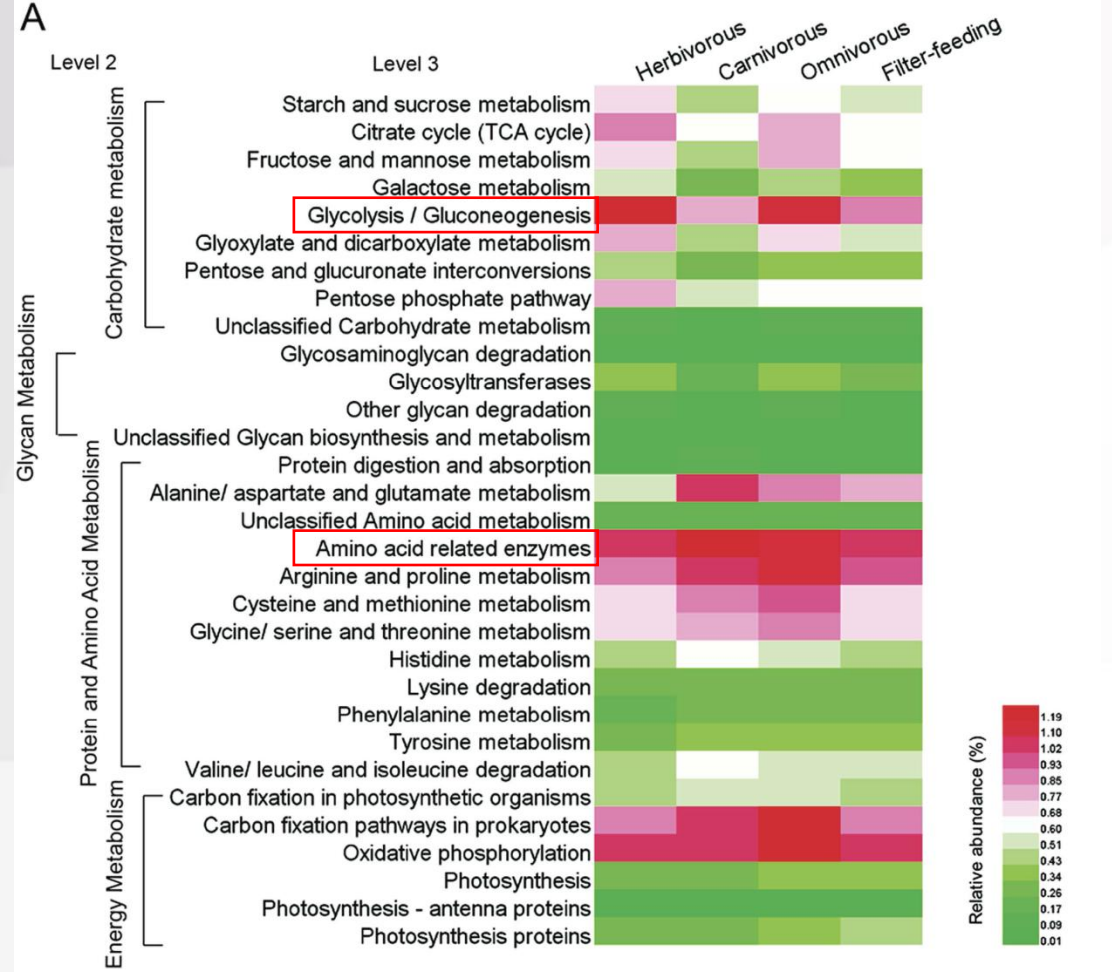 A
Level 2
Level 3
Herbivorous
Carnivorous
Omnivorous
Filter-feeding
Carbohydrate metabolism
Starch and sucrose metabolism
Citrate cycle (TCA cycle)
Fructose and mannose metabolism
Galactose metabolism
Glycolysis / Gluconeogenesis
Glyoxylate and dicarboxylate metabolism
Pentose and glucuronate interconversions
Pentose phosphate pathway
Unclassified Carbohydrate metabolism
Glycan Metabolism
Glycosaminoglycan degradation
Glycosyltransferases
Other glycan degradation
Unclassified Glycan biosynthesis and metabolism
Protein and Amino Acid Metabolism
Protein digestion and absorption
Alanine/ aspartate and glutamate metabolism
Unclassified Amino acid metabolism
Amino acid related enzymes
Arginine and proline metabolism
Cysteine and methionine metabolism
Glycine/ serine and threonine metabolism
Histidine metabolism
Lysine degradation
Phenylalanine metabolism
Tyrosine metabolism
Valine/ leucine and isoleucine degradation
Energy Metabolism
Carbon fixation in photosynthetic organisms
Carbon fixation pathways in prokaryotes
Oxidative phosphorylation
Photosynthesis
Photosynthesis - antenna proteins
Photosynthesis proteins
Relative abundance (%)
1.19
1.10
1.02
0.93
0.85
0.77
0.68
0.60
0.51
0.43
0.34
0.26
0.17
0.09
0.01